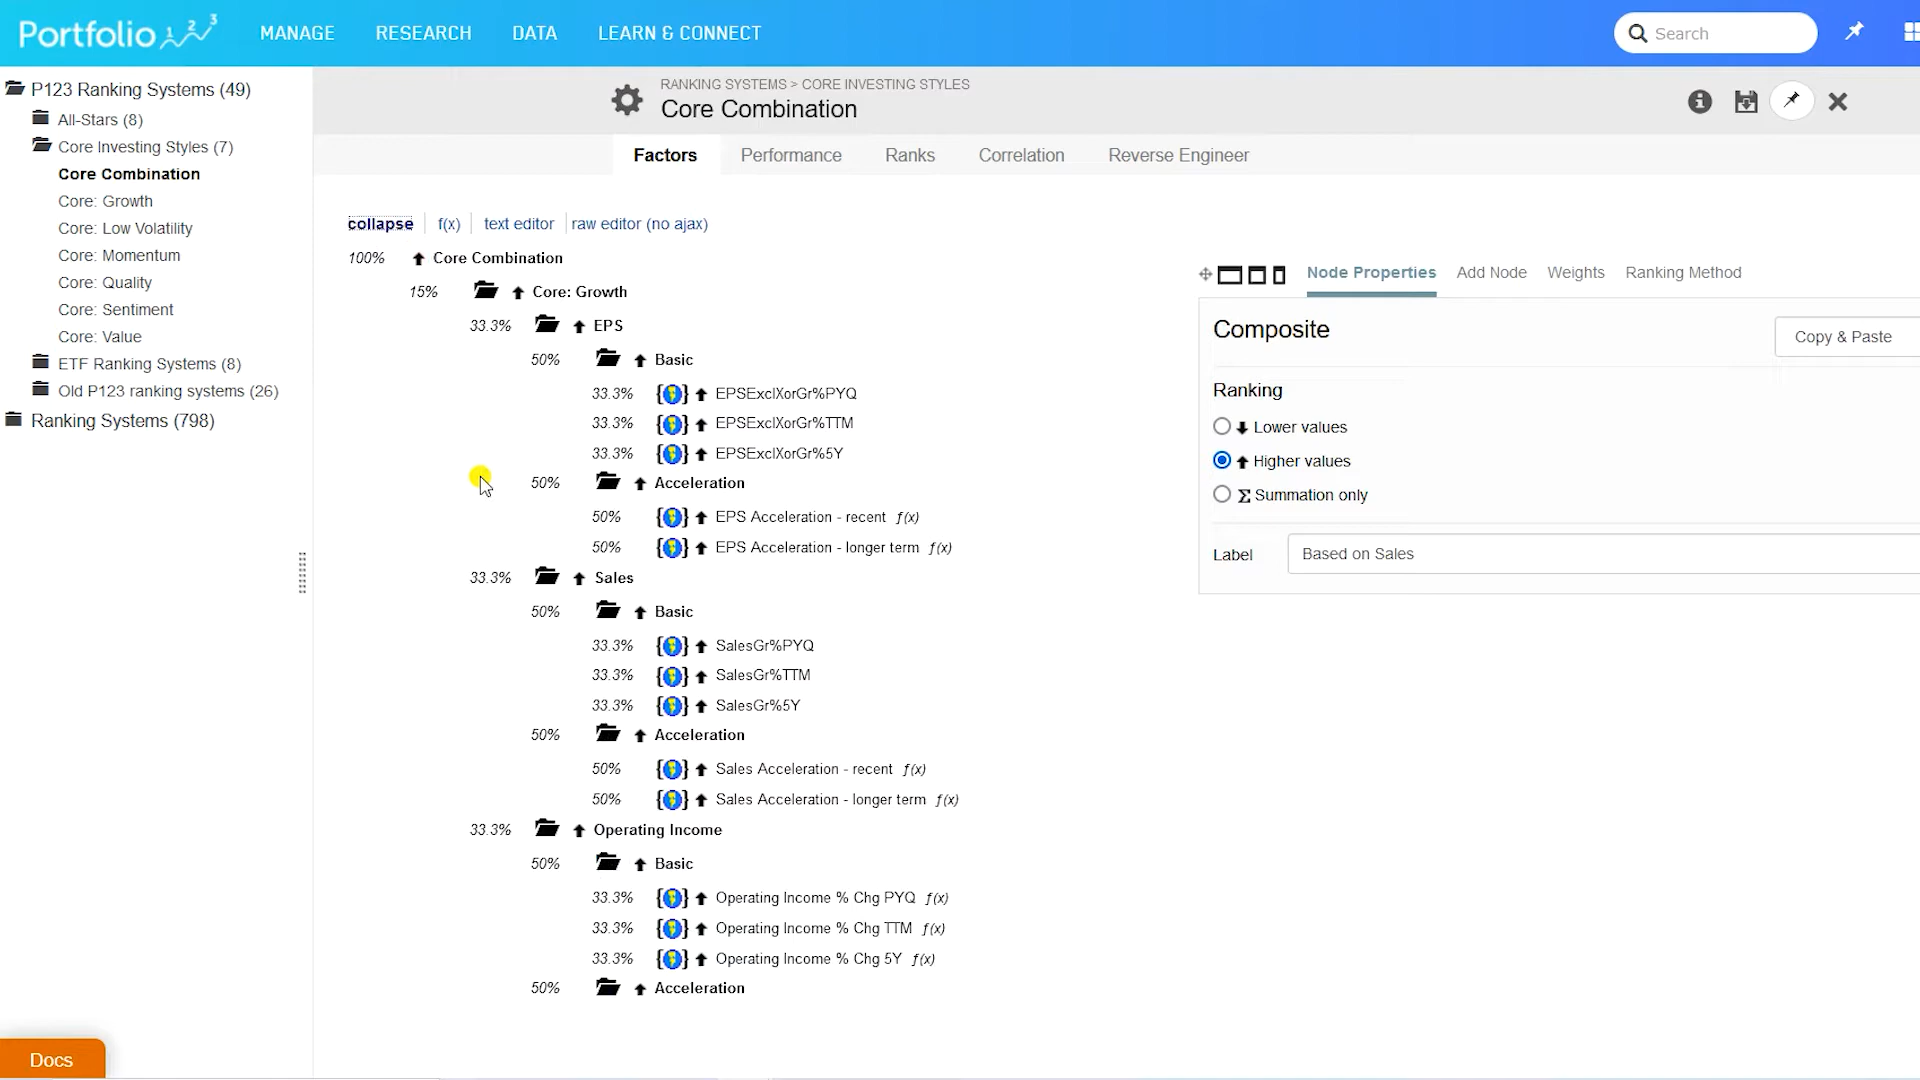 Portfolio123
MANAGE
RESEARCH
DATA
LEARN & CONNECT
Search
P123 Ranking Systems (49)
All-Stars (8)
Core Investing Styles (7)
Core Combination
Core: Growth
Core: Low Volatility
Core: Momentum
Core: Quality
Core: Sentiment
Core: Value
ETF Ranking Systems (8)
Old P123 ranking systems (26)
Ranking Systems (798)
Docs
RANKING SYSTEMS > CORE INVESTING STYLES
Core Combination
Factors
Performance
Ranks
Correlation
Reverse Engineer
collapse
f(x)
text editor
raw editor (no ajax)
100% Core Combination
15% Core: Growth
33.3% EPS
50% Basic
33.3% EPSExclXorGr%PYQ
33.3% EPSExclXorGr%TTM
33.3% EPSExclXorGr%5Y
50% Acceleration
50% EPS Acceleration - recent f(x)
50% EPS Acceleration - longer term f(x)
33.3% Sales
50% Basic
33.3% SalesGr%PYQ
33.3% SalesGr%TTM
33.3% SalesGr%5Y
50% Acceleration
50% Sales Acceleration - recent f(x)
50% Sales Acceleration - longer term f(x)
33.3% Operating Income
50% Basic
33.3% Operating Income % Chg PYQ f(x)
33.3% Operating Income % Chg TTM f(x)
33.3% Operating Income % Chg 5Y f(x)
50% Acceleration
Node Properties
Add Node
Weights
Ranking Method
Composite
Copy & Paste
Ranking
Lower values
Higher values
Σ Summation only
Label
Based on Sales